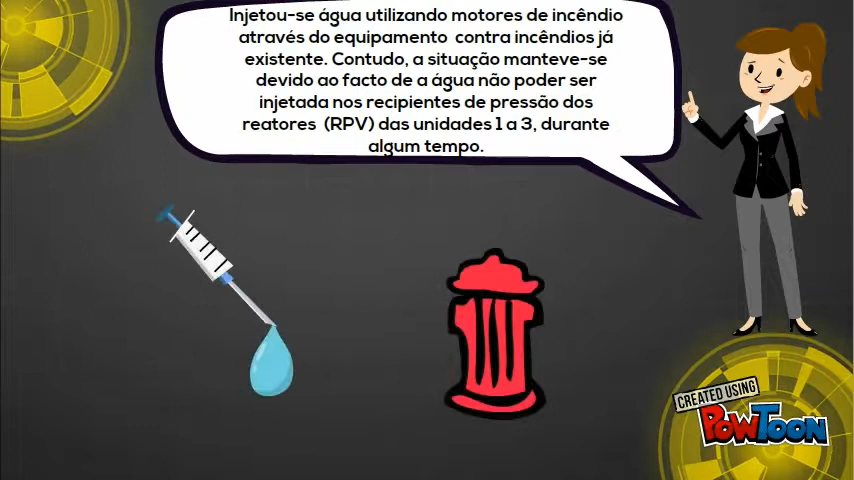 Injetou-se água utilizando motores de incêndio
através do equipamento contra incêndios já
existente. Contudo, a situação manteve-se
devido ao facto de a água não poder ser
injetada nos recipientes de pressão dos
reatores (RPV) das unidades 1 a 3, durante
algum tempo.
CREATED USING
POWTOON